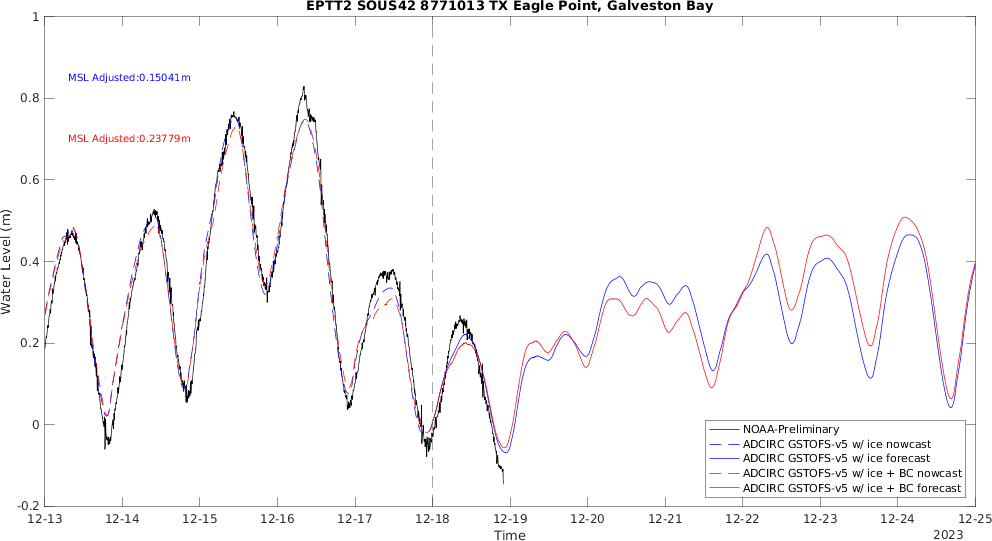 EPTT2 SOUS42 8771013 TX Eagle Point, Galveston Bay
1
0.8
0.6
0.4
0.2
0
-0.2
Water Level (m)
MSL Adjusted:0.15041m
MSL Adjusted:0.23779m
NOAA-Preliminary
ADCIRC GSTOFS-v5 w/ ice nowcast
ADCIRC GSTOFS-v5 w/ ice forecast
ADCIRC GSTOFS-v5 w/ ice + BC nowcast
ADCIRC GSTOFS-v5 w/ ice + BC forecast
12-13 12-14 12-15 12-16 12-17 12-18 12-19 12-20 12-21 12-22 12-23 12-24 12-25
Time
2023